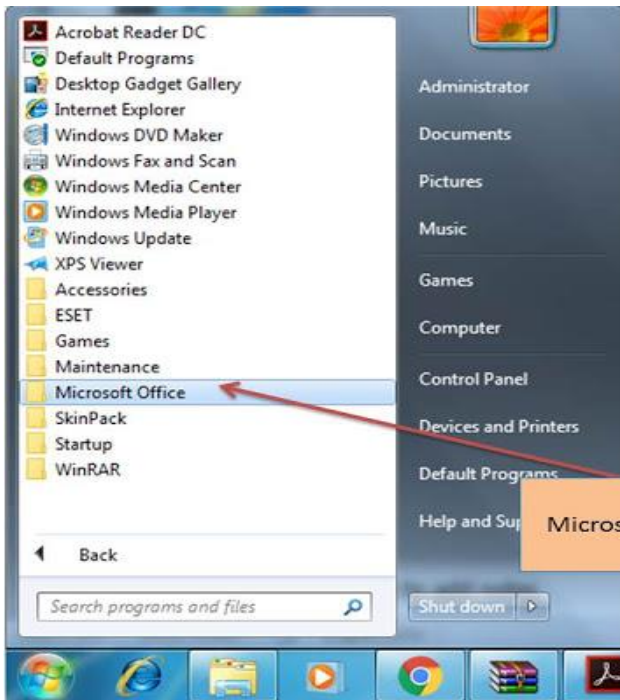 Acrobat Reader DC
Default Programs
Desktop Gadget Gallery
Internet Explorer
Windows DVD Maker
Windows Fax and Scan
Windows Media Center
Windows Media Player
Windows Update
XPS Viewer
Accessories
ESET
Games
Maintenance
Microsoft Office
SkinPack
Startup
WinRAR
Back
Search programs and files
Administrator
Documents
Pictures
Music
Games
Computer
Control Panel
Devices and Printers
Default Programs
Help and Sup
Micros
Shut down